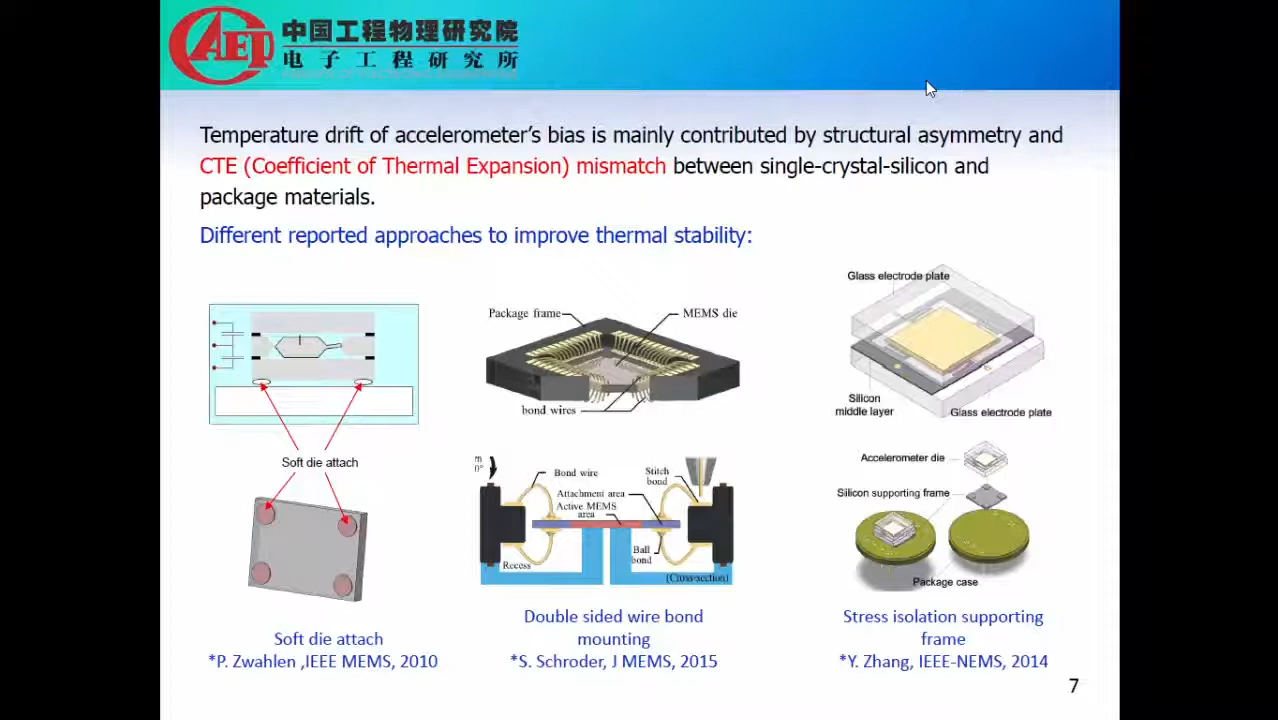 CAEP
中国工程物理研究院
电子工程研究所
Temperature drift of accelerometer’s bias is mainly contributed by structural asymmetry and
CTE (Coefficient of Thermal Expansion) mismatch between single-crystal-silicon and
package materials.
Different reported approaches to improve thermal stability:
Soft die attach
Soft die attach
*P. Zwahlen ,IEEE MEMS, 2010
Package frame
MEMS die
bond wires
Bond wire
Stitch
bond
Attachment area
Active MEMS
area
Ball
bond
Recess
(Cross-section)
Double sided wire bond
mounting
*S. Schroder, J MEMS, 2015
Glass electrode plate
Silicon
middle layer
Glass electrode plate
Accelerometer die
Silicon supporting frame
Package case
Stress isolation supporting
frame
*Y. Zhang, IEEE-NEMS, 2014
7